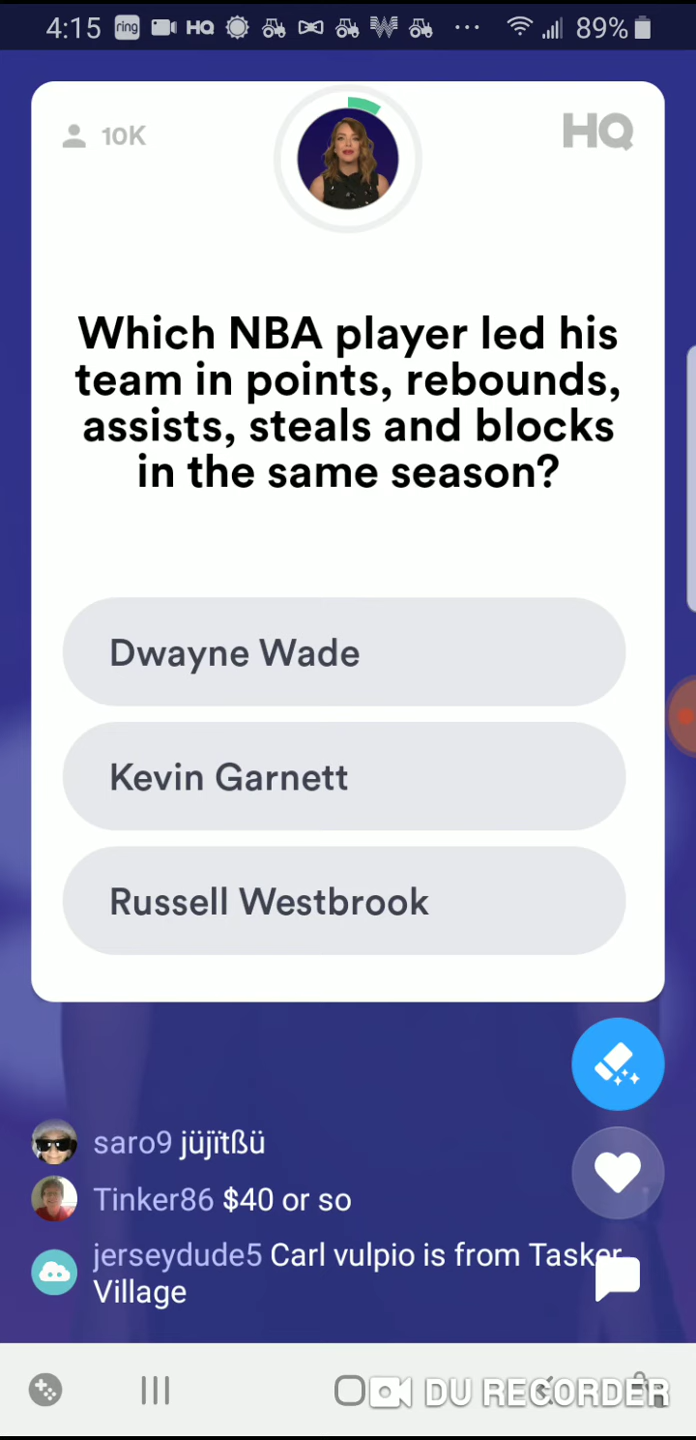 4:15 ring HQ ... 89%
10K HQ
Which NBA player led his
team in points, rebounds,
assists, steals and blocks
in the same season?
Dwayne Wade
Kevin Garnett
Russell Westbrook
saro9 jüjïtßü
Tinker86 $40 or so
jerseydude5 Carl vulpio is from Tasker
Village
DU RECORDER